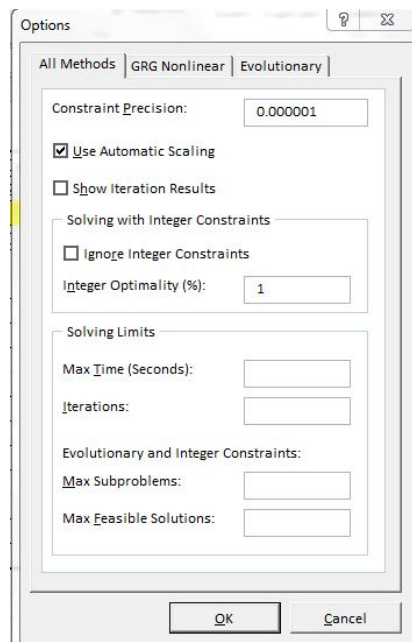 Options
All Methods GRG Nonlinear Evolutionary
Constraint Precision: 0.000001
Use Automatic Scaling
Show Iteration Results
Solving with Integer Constraints
Ignore Integer Constraints
Integer Optimality (%): 1
Solving Limits
Max Time (Seconds):
Iterations:
Evolutionary and Integer Constraints:
Max Subproblems:
Max Feasible Solutions:
OK Cancel